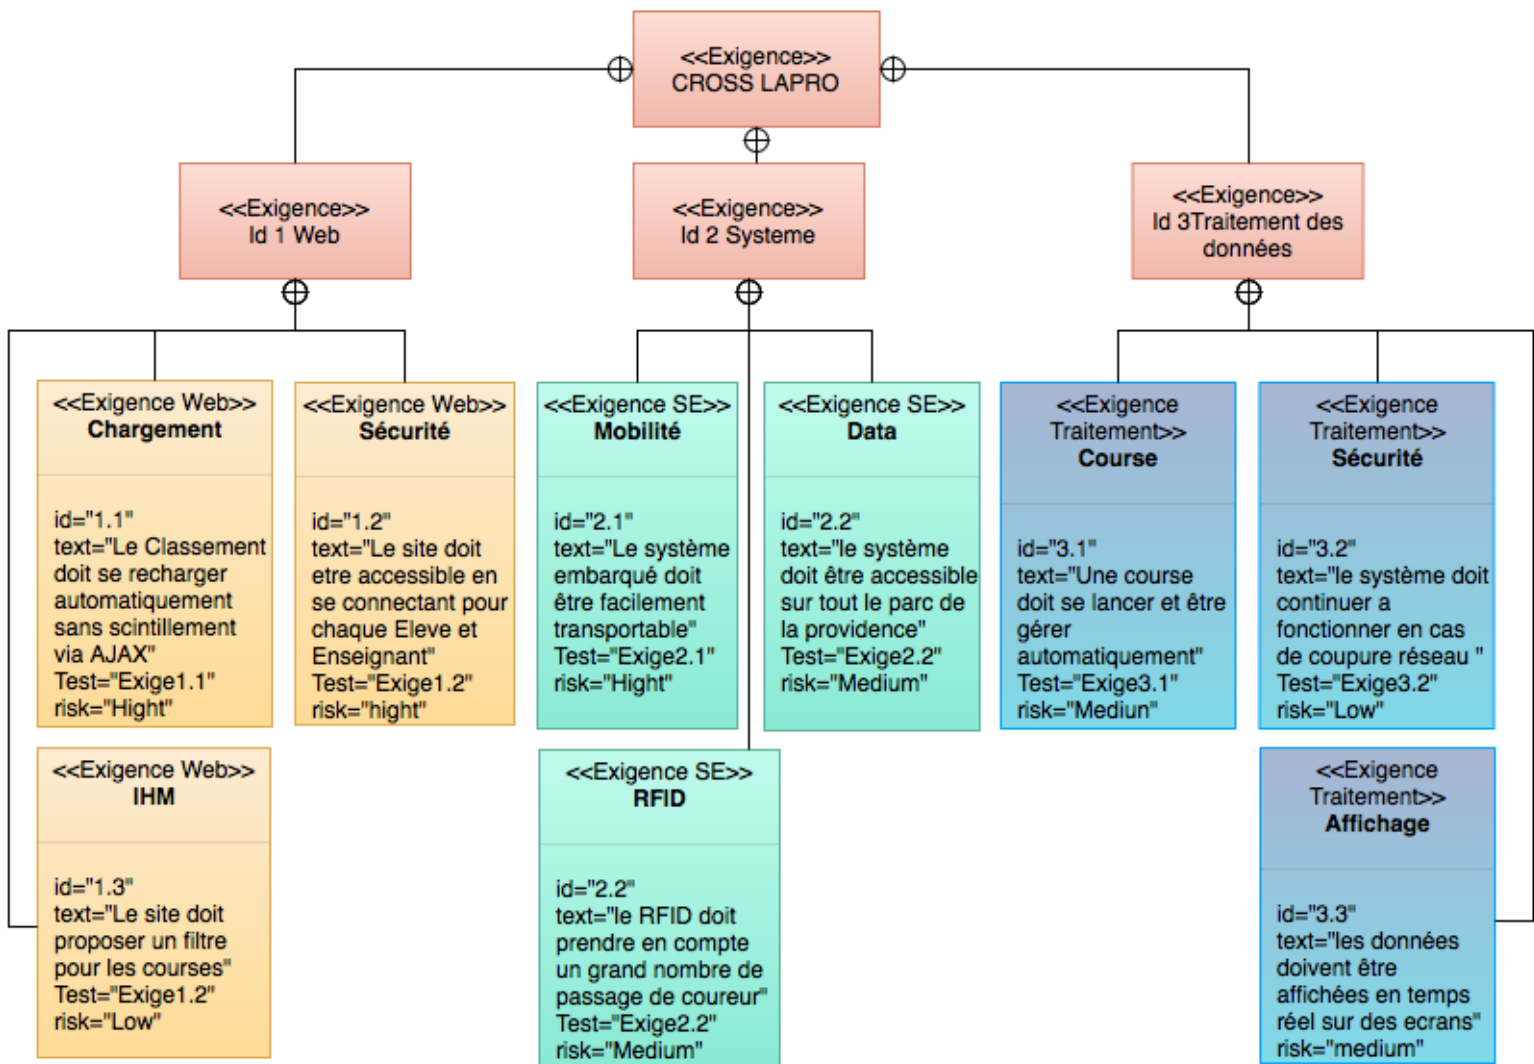 <<Exigence>>
CROSS LAPRO
<<Exigence>>
Id 1 Web
<<Exigence>>
Id 2 Systeme
<<Exigence>>
Id 3Traitement des
données
<<Exigence Web>>
Chargement
id="1.1"
text="Le Classement
doit se recharger
automatiquement
sans scintillement
via AJAX"
Test="Exige1.1"
risk="Hight"
<<Exigence Web>>
Sécurité
id="1.2"
text="Le site doit
etre accessible en
se connectant pour
chaque Eleve et
Enseignant"
Test="Exige1.2"
risk="hight"
<<Exigence SE>>
Mobilité
id="2.1"
text="Le système
embarqué doit
être facilement
transportable"
Test="Exige2.1"
risk="Hight"
<<Exigence SE>>
Data
id="2.2"
text="le système
doit être accessible
sur tout le parc de
la providence"
Test="Exige2.2"
risk="Medium"
<<Exigence
Traitement>>
Course
id="3.1"
text="Une course
doit se lancer et être
gérer
automatiquement"
Test="Exige3.1"
risk="Mediun"
<<Exigence
Traitement>>
Sécurité
id="3.2"
text="le système doit
continuer a
fonctionner en cas
de coupure réseau "
Test="Exige3.2"
risk="Low"
<<Exigence Web>>
IHM
id="1.3"
text="Le site doit
proposer un filtre
pour les courses"
Test="Exige1.2"
risk="Low"
<<Exigence SE>>
RFID
id="2.2"
text="le RFID doit
prendre en compte
un grand nombre de
passage de coureur"
Test="Exige2.2"
risk="Medium"
<<Exigence
Traitement>>
Affichage
id="3.3"
text="les données
doivent être
affichées en temps
réel sur des ecrans"
risk="medium"